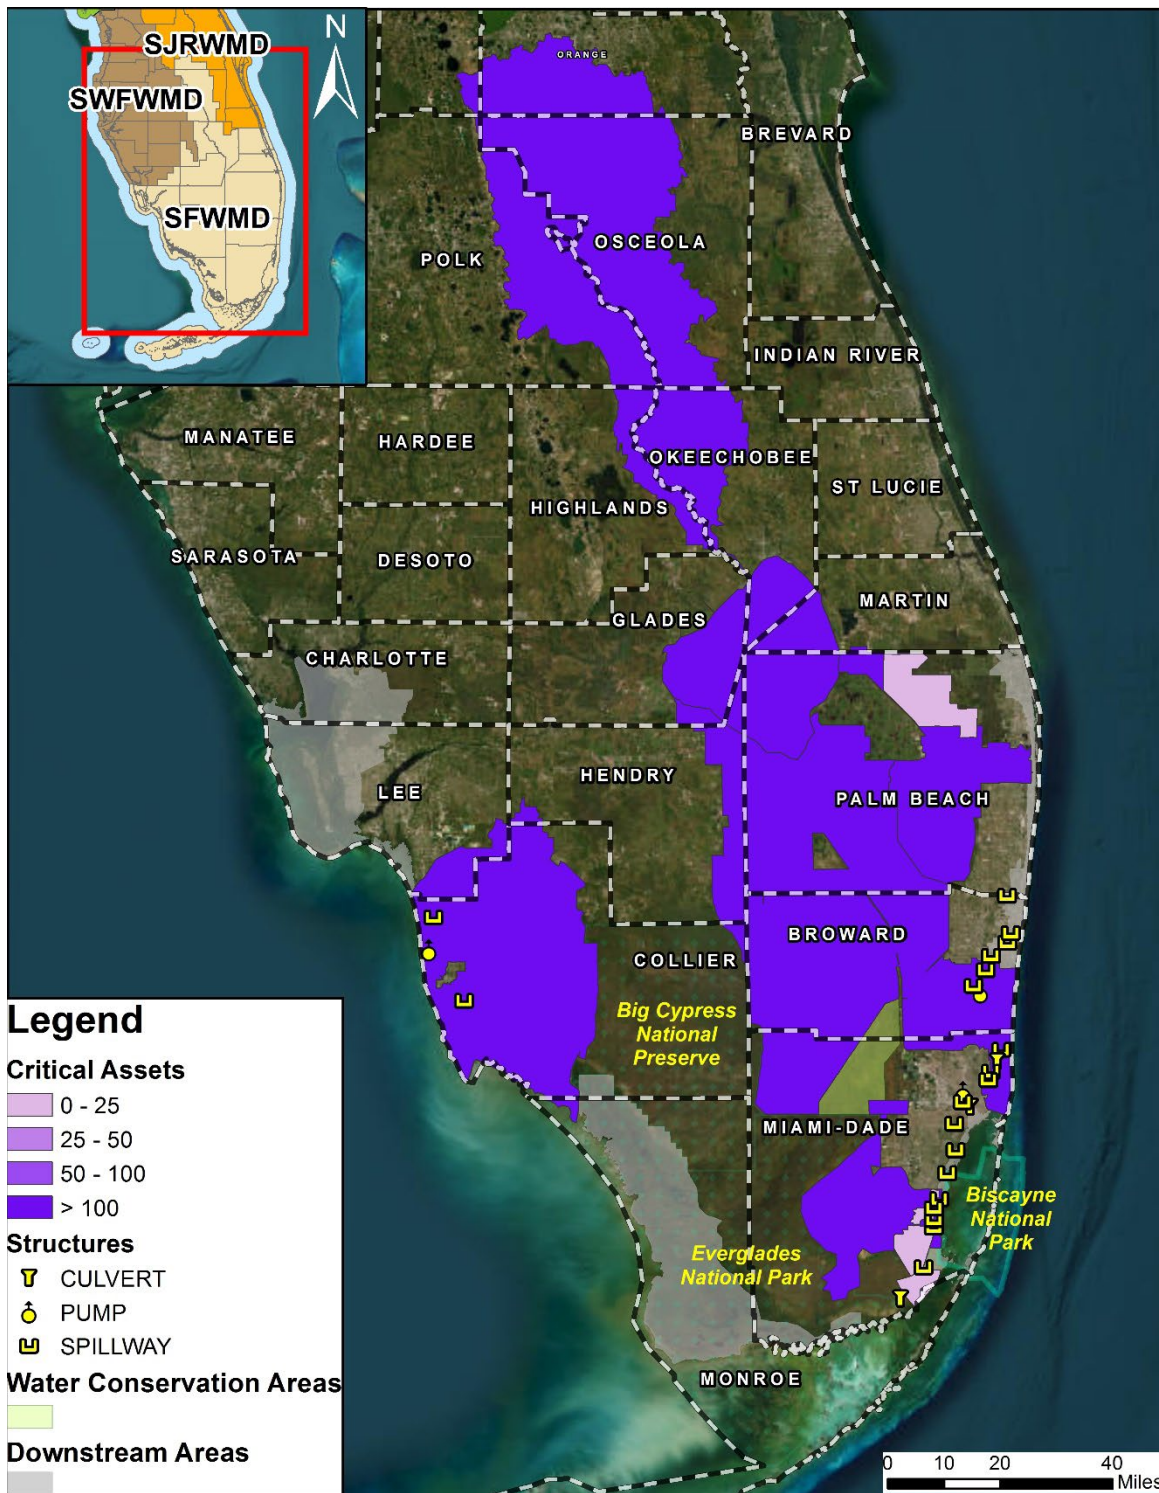 SJRWMD
N
SWFWMD
SFWMD
ORANGE
BREVARD
OSCEOLA
POLK
INDIAN RIVER
MANATEE
HARDEE
OKEECHOBEE
ST LUCIE
HIGHLANDS
SARASOTA
DESOTO
MARTIN
GLADES
CHARLOTTE
HENDRY
LEE
PALM BEACH
BROWARD
COLLIER
Big Cypress
National
Preserve
MIAMI-DADE
Biscayne
National
Park
Everglades
National Park
MONROE
Legend
Critical Assets
0 - 25
25 - 50
50 - 100
> 100
Structures
CULVERT
PUMP
SPILLWAY
Water Conservation Areas
Downstream Areas
0 10 20 40
Miles